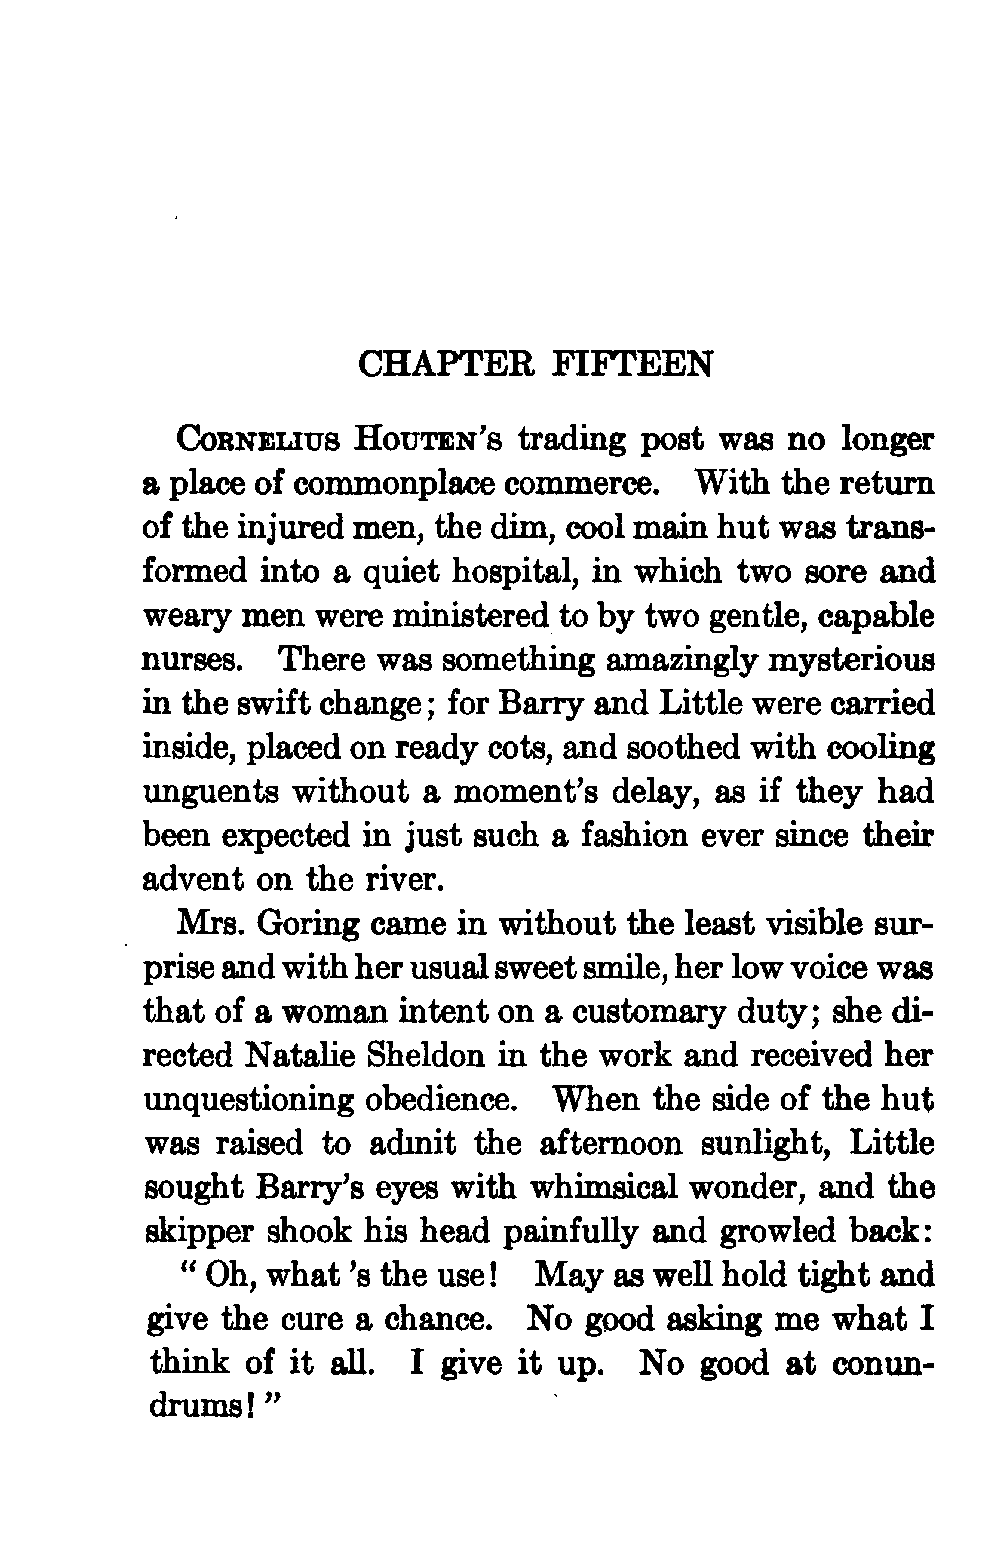 CHAPTER FIFTEEN
CORNELIUS HOUTEN's trading post was no longer
a place of commonplace commerce. With the return
of the injured men, the dim, cool main hut was trans-
formed into a quiet hospital, in which two sore and
weary men were ministered to by two gentle, capable
nurses. There was something amazingly mysterious
in the swift change; for Barry and Little were carried
inside, placed on ready cots, and soothed with cooling
unguents without a moment's delay, as if they had
been expected in just such a fashion ever since their
advent on the river.
Mrs. Goring came in without the least visible sur-
prise and with her usual sweet smile, her low voice was
that of a woman intent on a customary duty; she di-
rected Natalie Sheldon in the work and received her
unquestioning obedience. When the side of the hut
was raised to admit the afternoon sunlight, Little
sought Barry's eyes with whimsical wonder, and the
skipper shook his head painfully and growled back:
" Oh, what 's the use! May as well hold tight and
give the cure a chance. No good asking me what I
think of it all. I give it up. No good at conun-
drums! "